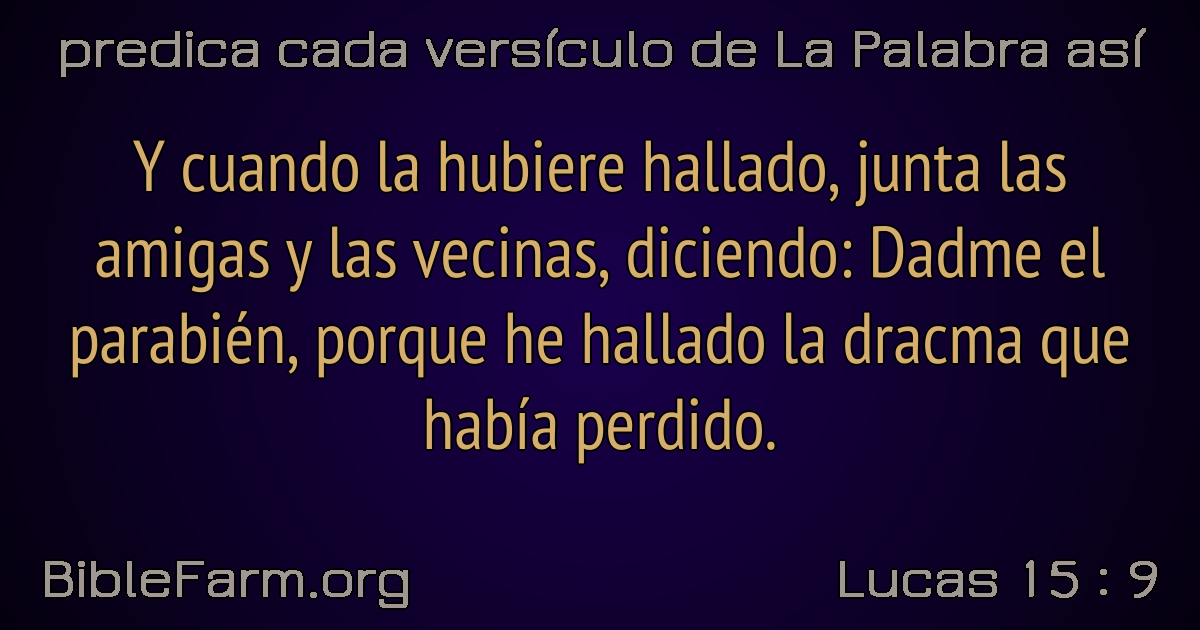 predica cada versículo de La Palabra así
Y cuando la hubiere hallado, junta las
amigas y las vecinas, diciendo: Dadme el
parabién, porque he hallado la dracma que
había perdido.
BibleFarm.org
Lucas 15 : 9